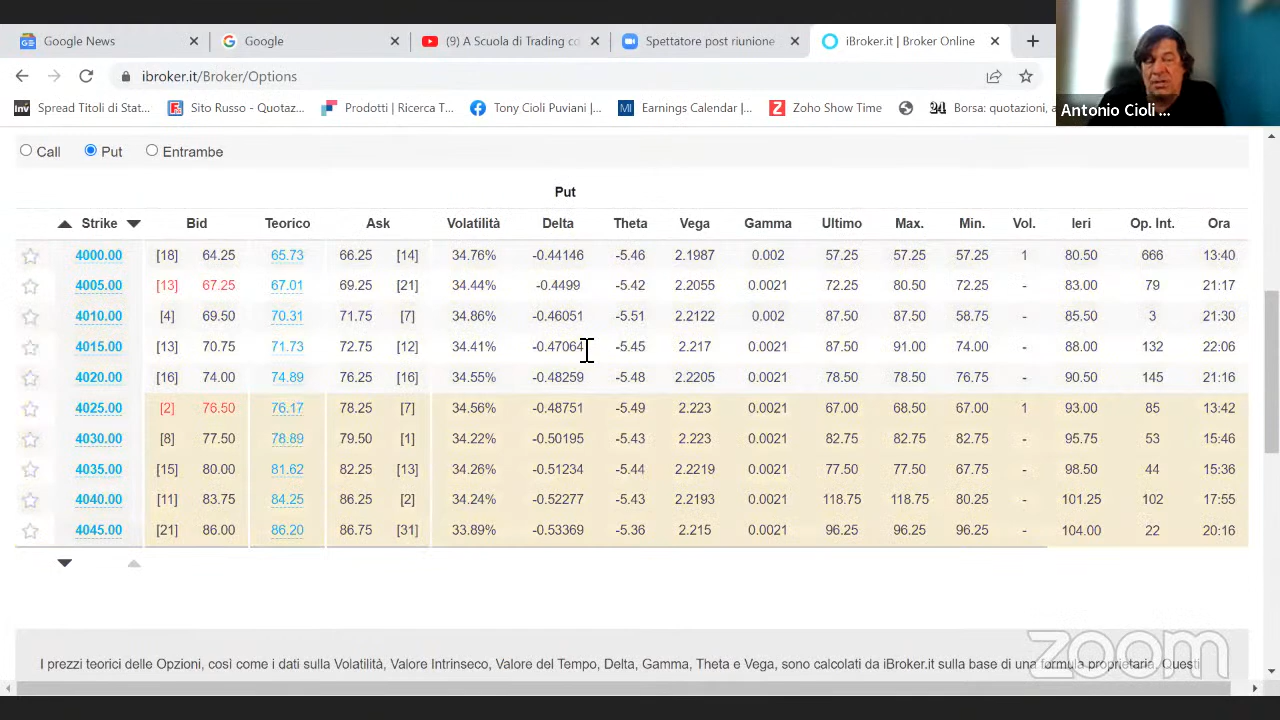 Google News
Google
(9) A Scuola di Trading co
Spettatore post riunione
iBroker.it | Broker Online
ibroker.it/Broker/Options
Spread Titoli di Stat...
Sito Russo - Quotaz...
Prodotti | Ricerca T...
Tony Cioli Puviani |...
Earnings Calendar |...
Zoho Show Time
Borsa: quotazioni, a
Antonio Cioli ...
Call Put Entrambe
Put
Strike Bid Teorico Ask Volatilità Delta Theta Vega Gamma Ultimo Max. Min. Vol. Ieri Op. Int. Ora
4000.00 [18] 64.25 65.73 66.25 [14] 34.76% -0.44146 -5.46 2.1987 0.002 57.25 57.25 57.25 1 80.50 666 13:40
4005.00 [13] 67.25 67.01 69.25 [21] 34.44% -0.4499 -5.42 2.2055 0.0021 72.25 80.50 72.25 - 83.00 79 21:17
4010.00 [4] 69.50 70.31 71.75 [7] 34.86% -0.46051 -5.51 2.2122 0.002 87.50 87.50 58.75 - 85.50 3 21:30
4015.00 [13] 70.75 71.73 72.75 [12] 34.41% -0.47064 -5.45 2.217 0.0021 87.50 91.00 74.00 - 88.00 132 22:06
4020.00 [16] 74.00 74.89 76.25 [16] 34.55% -0.48259 -5.48 2.2205 0.0021 78.50 78.50 76.75 - 90.50 145 21:16
4025.00 [2] 76.50 76.17 78.25 [7] 34.56% -0.48751 -5.49 2.223 0.0021 67.00 68.50 67.00 1 93.00 85 13:42
4030.00 [8] 77.50 78.89 79.50 [1] 34.22% -0.50195 -5.43 2.223 0.0021 82.75 82.75 82.75 - 95.75 53 15:46
4035.00 [15] 80.00 81.62 82.25 [13] 34.26% -0.51234 -5.44 2.2219 0.0021 77.50 77.50 67.75 - 98.50 44 15:36
4040.00 [11] 83.75 84.25 86.25 [2] 34.24% -0.52277 -5.43 2.2193 0.0021 118.75 118.75 80.25 - 101.25 102 17:55
4045.00 [21] 86.00 86.20 86.75 [31] 33.89% -0.53369 -5.36 2.215 0.0021 96.25 96.25 96.25 - 104.00 22 20:16
zoom
I prezzi teorici delle Opzioni, così come i dati sulla Volatilità, Valore Intrinseco, Valore del Tempo, Delta, Gamma, Theta e Vega, sono calcolati da iBroker.it sulla base di una formula proprietaria. Questi